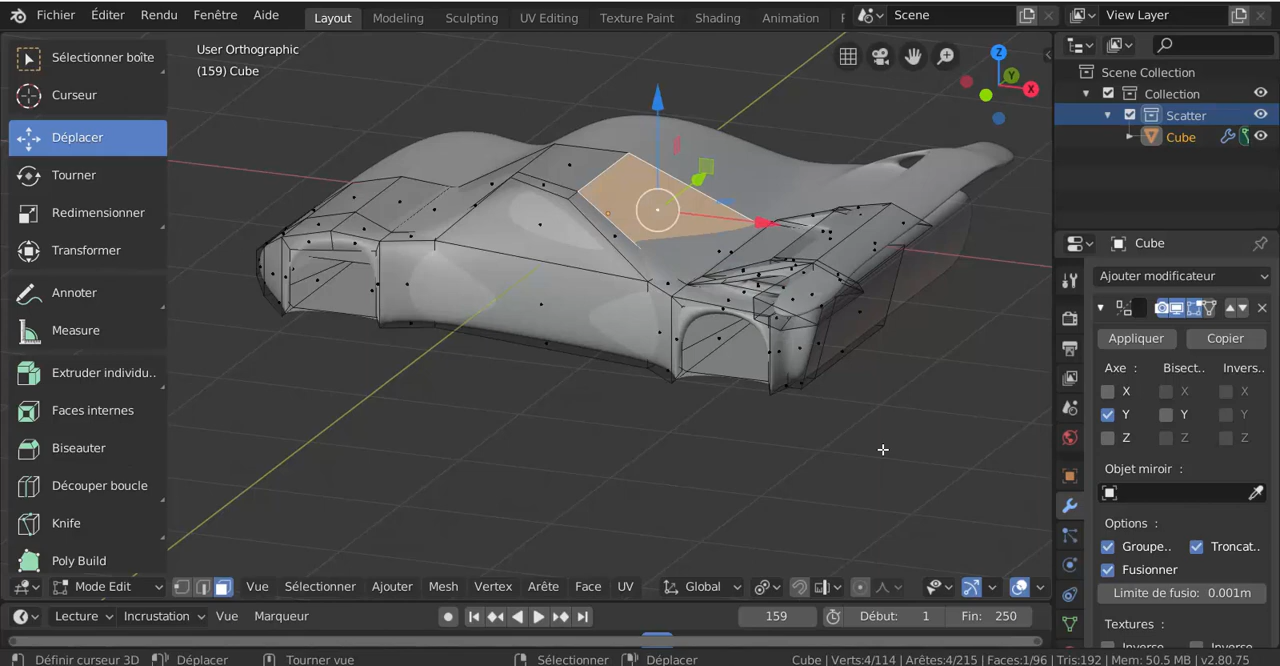 Fichier Éditer Rendu Fenêtre Aide Layout Modeling Sculpting UV Editing Texture Paint Shading Animation Scene View Layer
User Orthographic
(159) Cube
Sélectionner boîte
Curseur
Déplacer
Tourner
Redimensionner
Transformer
Annoter
Measure
Extruder individu..
Faces internes
Biseauter
Découper boucle
Knife
Poly Build
Z
Y
X
Scene Collection
Collection
Scatter
Cube
Cube
Ajouter modificateur
Appliquer Copier
Axe : Bisect.. Invers..
X X X
Y Y Y
Z Z Z
Objet miroir :
Options :
Groupe.. Troncat..
Fusionner
Limite de fusio: 0.001m
Textures :
Inverse Inverse
Mode Edit Vue Sélectionner Ajouter Mesh Vertex Arête Face UV Global
Lecture Incrustation Vue Marqueur 159 Début: 1 Fin: 250
Définir curseur 3D Déplacer Tourner vue Sélectionner Déplacer Cube | Verts:4/114 | Arêtes:4/215 | Faces:1/96 | Tris:192 | Mem: 50.5 MB | v2.80.75